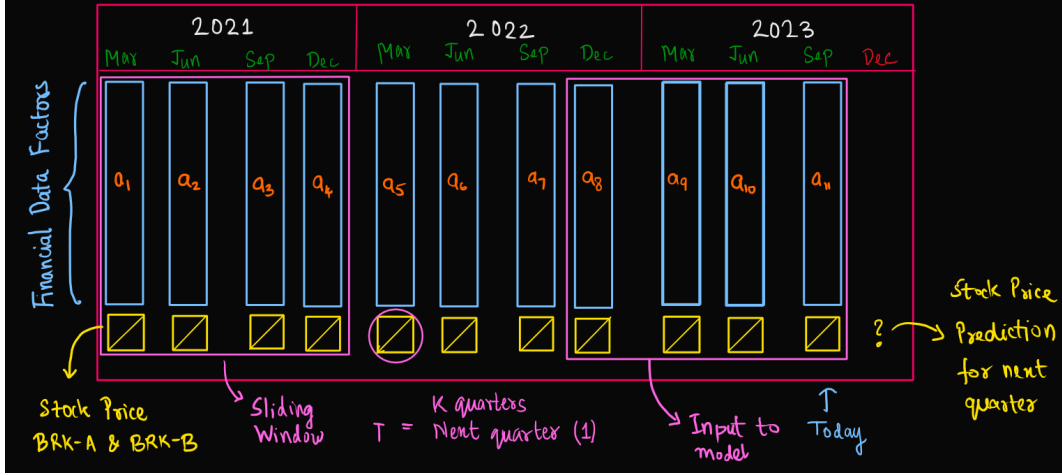 2021 2022 2023
Mar Jun Sep Dec Mar Jun Sep Dec Mar Jun Sep Dec
Financial Data Factors
a1 a2 a3 a4 a5 a6 a7 a8 a9 a10 a11
?
Stock Price
Prediction
for next
quarter
Stock Price
BRK-A & BRK-B
Sliding
Window
K quarters
T = Next quarter (1)
Input to
model
Today